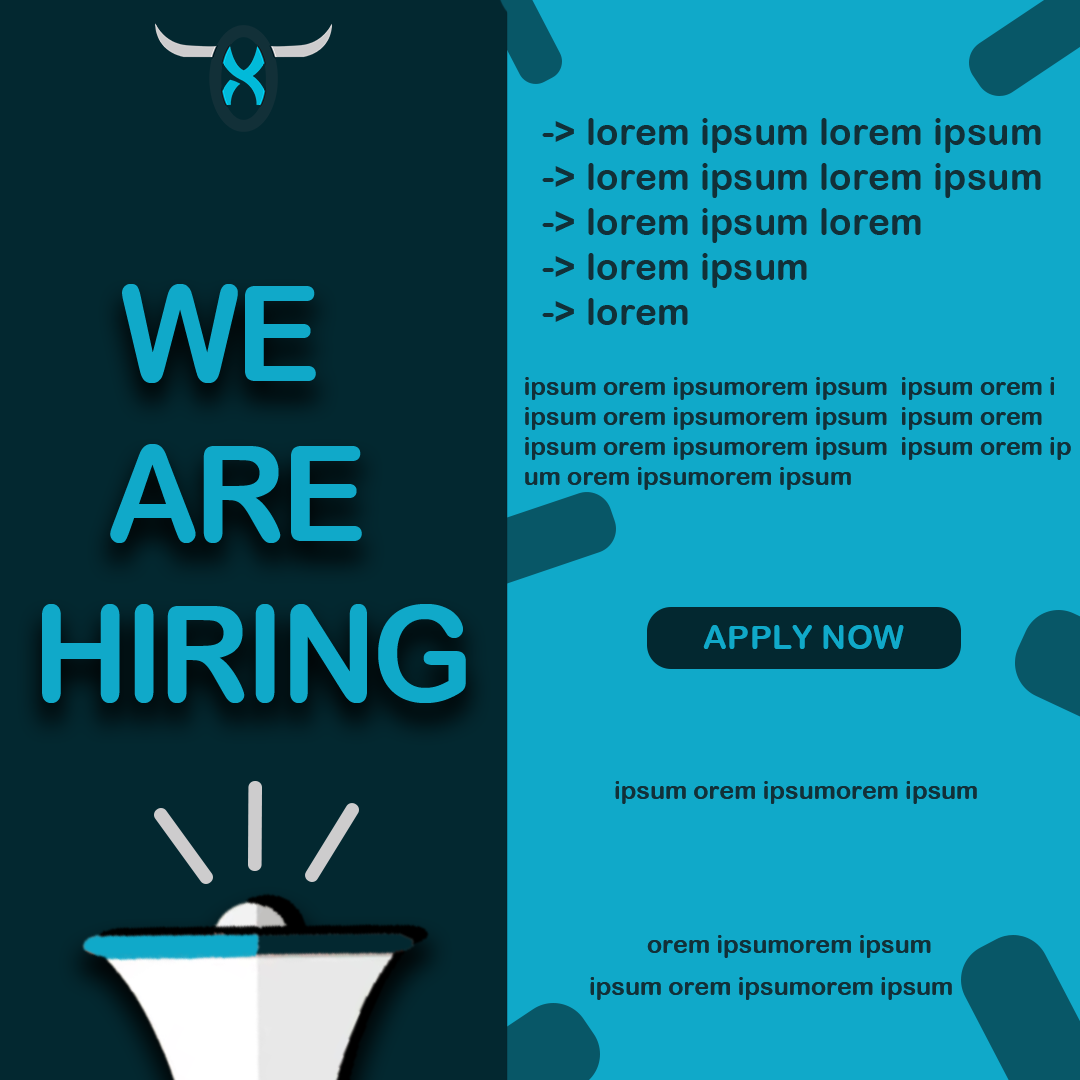 WE
ARE
HIRING
-> lorem ipsum lorem ipsum
-> lorem ipsum lorem ipsum
-> lorem ipsum lorem
-> lorem ipsum
-> lorem
ipsum orem ipsumorem ipsum  ipsum orem i
ipsum orem ipsumorem ipsum  ipsum orem
ipsum orem ipsumorem ipsum  ipsum orem ip
um orem ipsumorem ipsum
APPLY NOW
ipsum orem ipsumorem ipsum
orem ipsumorem ipsum
ipsum orem ipsumorem ipsum